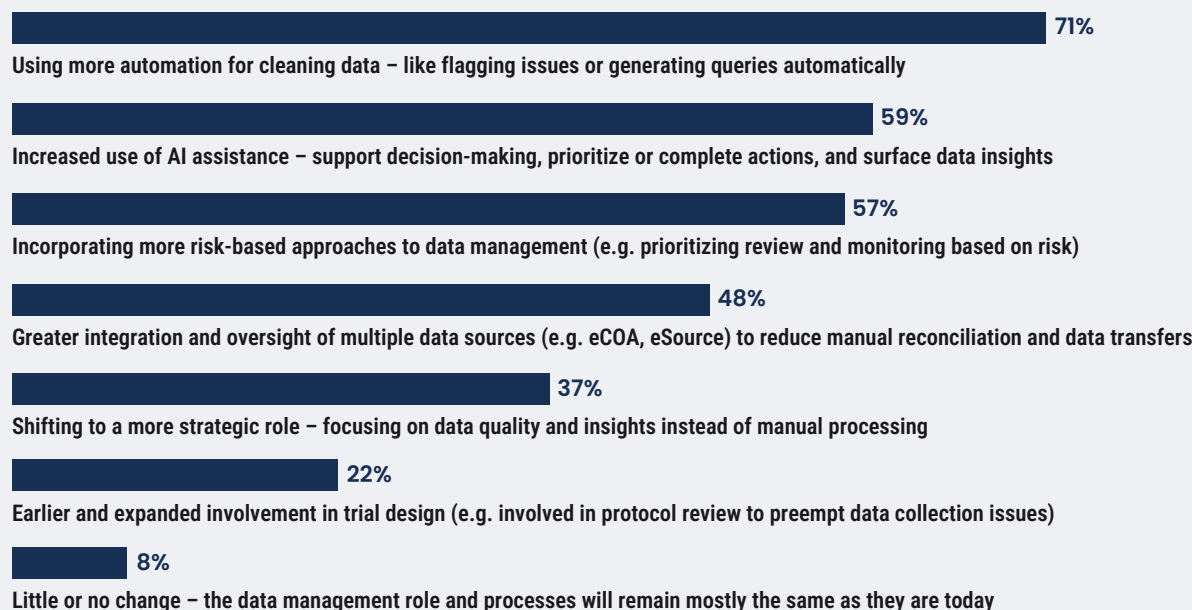 71%
Using more automation for cleaning data – like flagging issues or generating queries automatically
59%
Increased use of AI assistance – support decision-making, prioritize or complete actions, and surface data insights
57%
Incorporating more risk-based approaches to data management (e.g. prioritizing review and monitoring based on risk)
48%
Greater integration and oversight of multiple data sources (e.g. eCOA, eSource) to reduce manual reconciliation and data transfers
37%
Shifting to a more strategic role – focusing on data quality and insights instead of manual processing
22%
Earlier and expanded involvement in trial design (e.g. involved in protocol review to preempt data collection issues)
8%
Little or no change – the data management role and processes will remain mostly the same as they are today